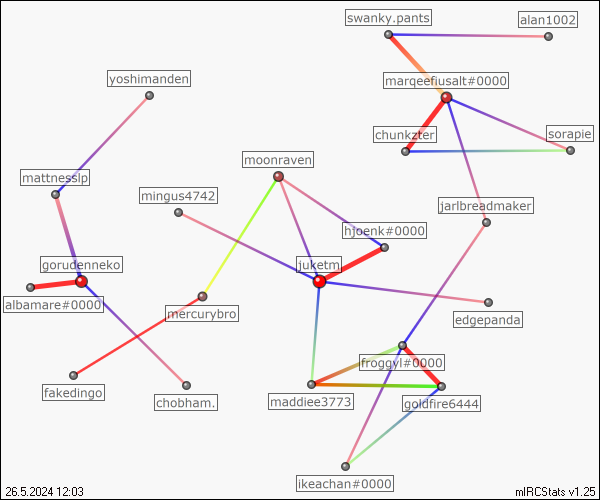 swanky.pants
alan1002
yoshimanden
marqeefiusalt#0000
chunkzter
sorapie
moonraven
mattnesslp
mingus4742
jarlbreadmaker
hjoenk#0000
gorudenneko
juketm
albamare#0000
mercurybro
edgepanda
froggyl#0000
fakedingo
chobham.
maddiee3773
goldfire6444
ikeachan#0000
26.5.2024 12:03
mIRCStats v1.25